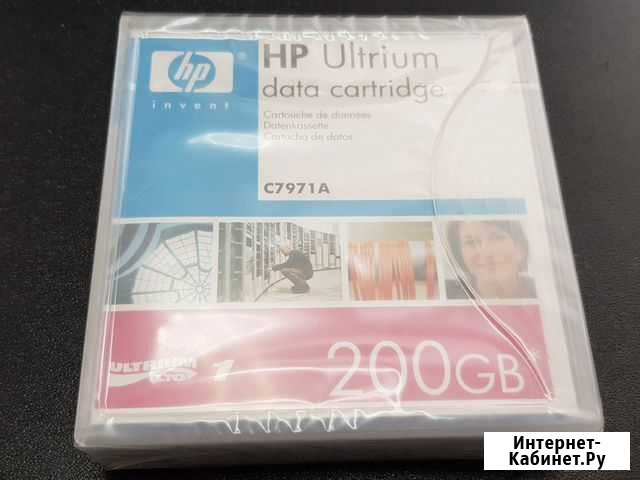 hp
invent
HP Ultrium
data cartridge
Cartouche de données
Datenkassette
Cartucho de datos
C7971A
ULTRIUM
LTO
1
200GB*
Интернет-
Кабинет.Ру